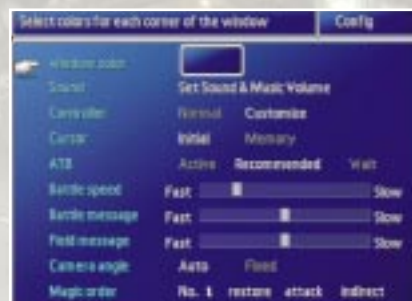 Select colors for each corner of the window Config
Window color
Sound Set Sound & Music Volume
Controller Normal Customize
Cursor Initial Memory
ATB Active Recommended Wait
Battle speed Fast Slow
Battle message Fast Slow
Field message Fast Slow
Camera angle Auto Fixed
Magic order No. 1 restore attack indirect